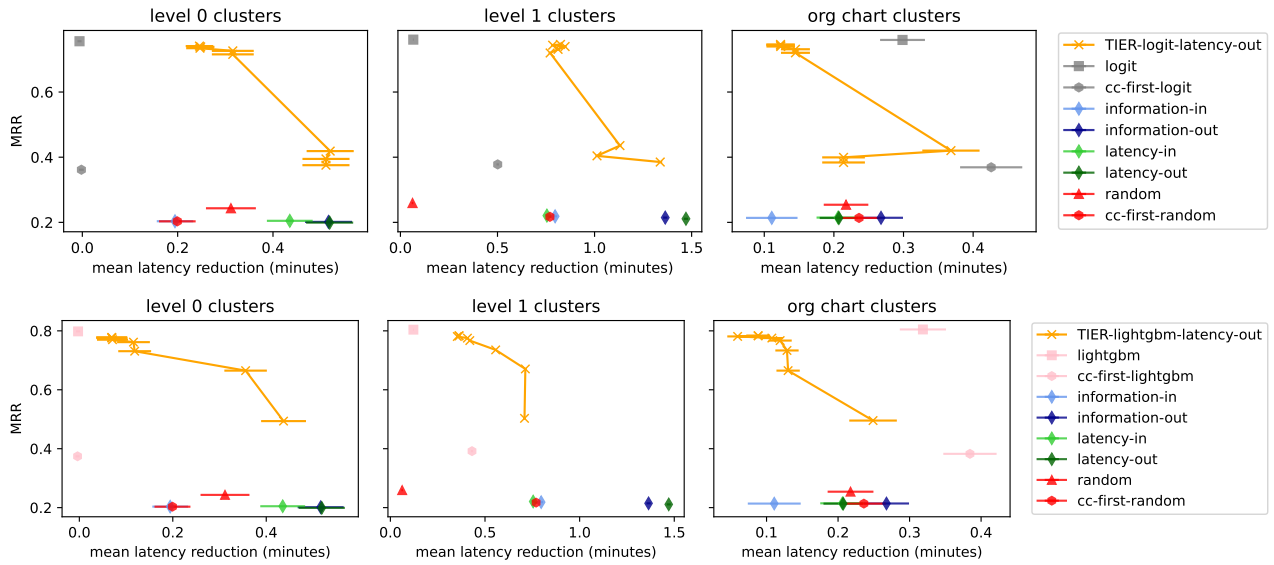 level 0 clusters
level 1 clusters
org chart clusters
MRR
0.6
0.4
0.2
0.0 0.2 0.4
0.0 0.5 1.0 1.5
0.1 0.2 0.3 0.4
mean latency reduction (minutes)
mean latency reduction (minutes)
mean latency reduction (minutes)
TIER-logit-latency-out
logit
cc-first-logit
information-in
information-out
latency-in
latency-out
random
cc-first-random
level 0 clusters
level 1 clusters
org chart clusters
MRR
0.8
0.6
0.4
0.2
0.0 0.2 0.4
0.0 0.5 1.0 1.5
0.1 0.2 0.3 0.4
mean latency reduction (minutes)
mean latency reduction (minutes)
mean latency reduction (minutes)
TIER-lightgbm-latency-out
lightgbm
cc-first-lightgbm
information-in
information-out
latency-in
latency-out
random
cc-first-random